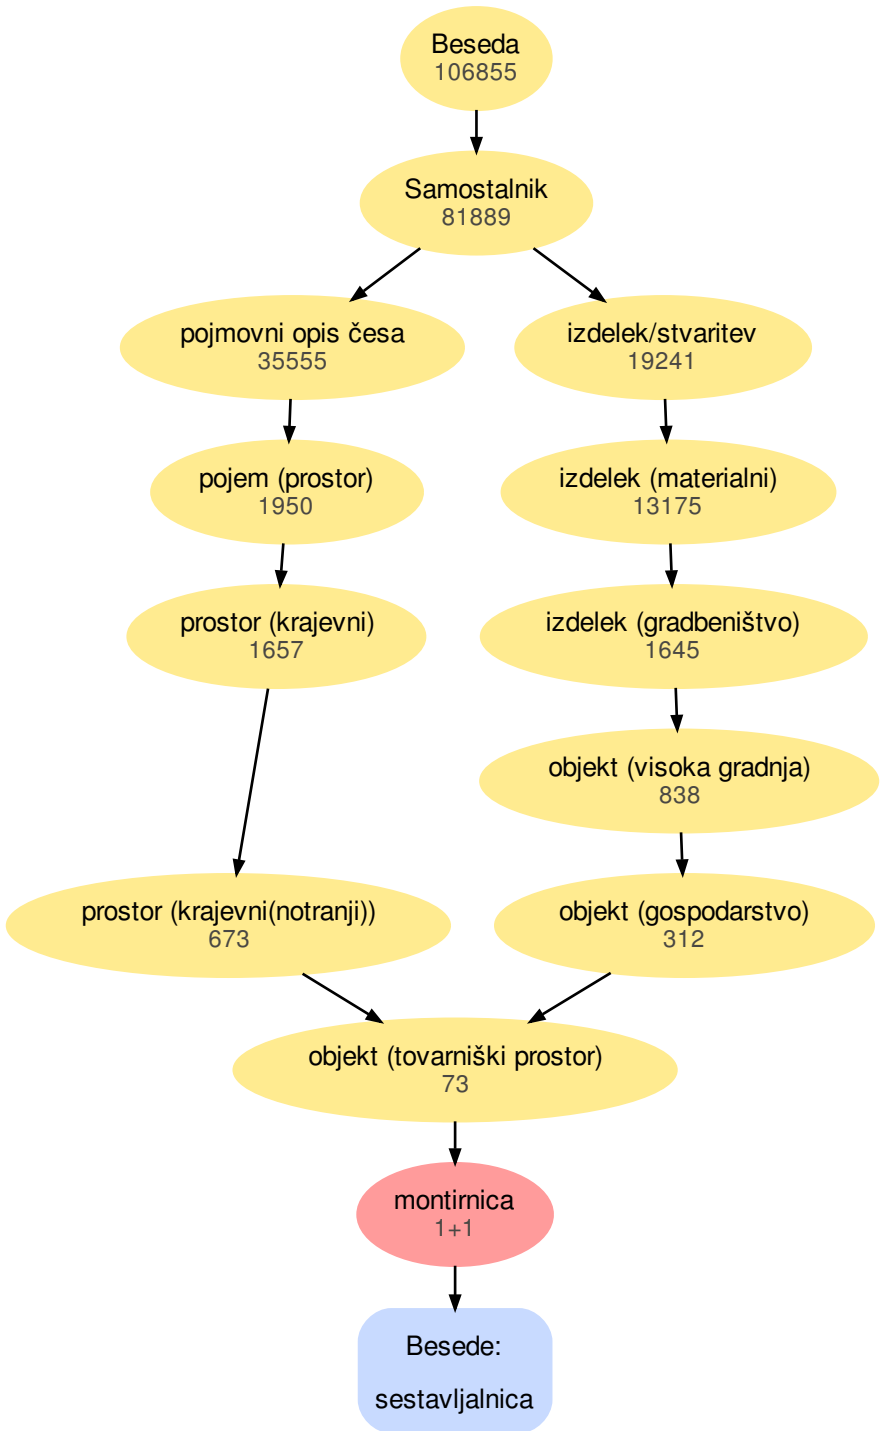 Beseda
106855
Samostalnik
81889
pojmovni opis česa
35555
izdelek/stvaritev
19241
pojem (prostor)
1950
izdelek (materialni)
13175
prostor (krajevni)
1657
izdelek (gradbeništvo)
1645
objekt (visoka gradnja)
838
prostor (krajevni(notranji))
673
objekt (gospodarstvo)
312
objekt (tovarniški prostor)
73
montirnica
1+1
Besede:
sestavljalnica